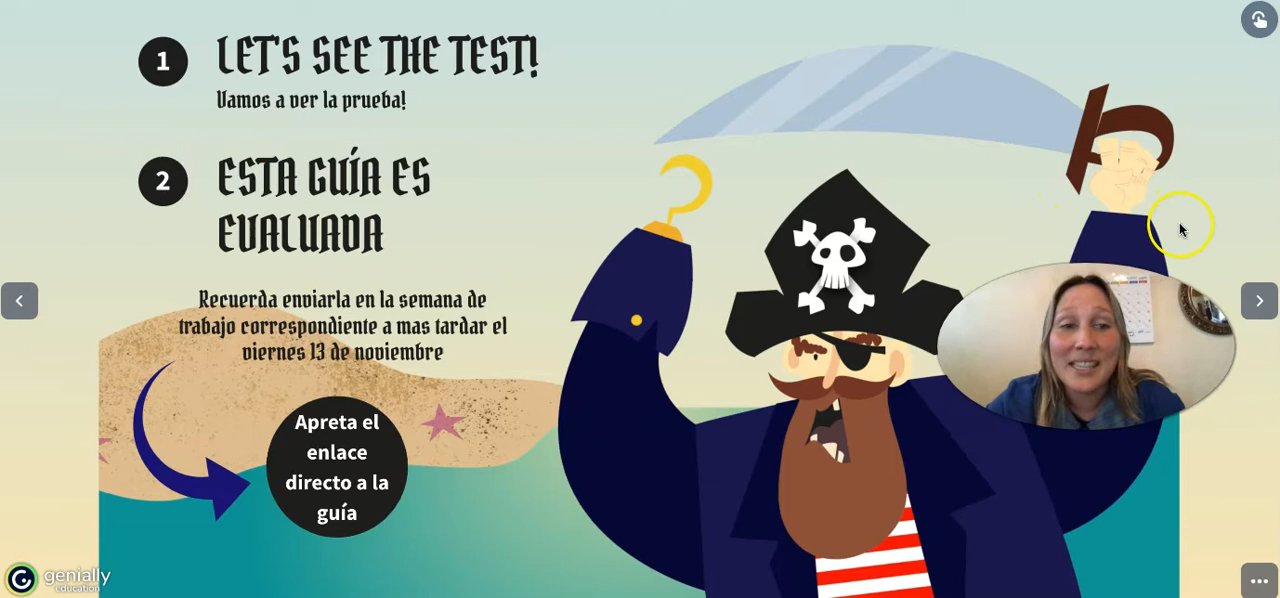 1
LET'S SEE THE TEST!
Vamos a ver la prueba!
2
ESTA GUÍA ES
EVALUADA
Recuerda enviarla en la semana de
trabajo correspondiente a mas tardar el
viernes 13 de noviembre
Apreta el
enlace
directo a la
guía
genially
education